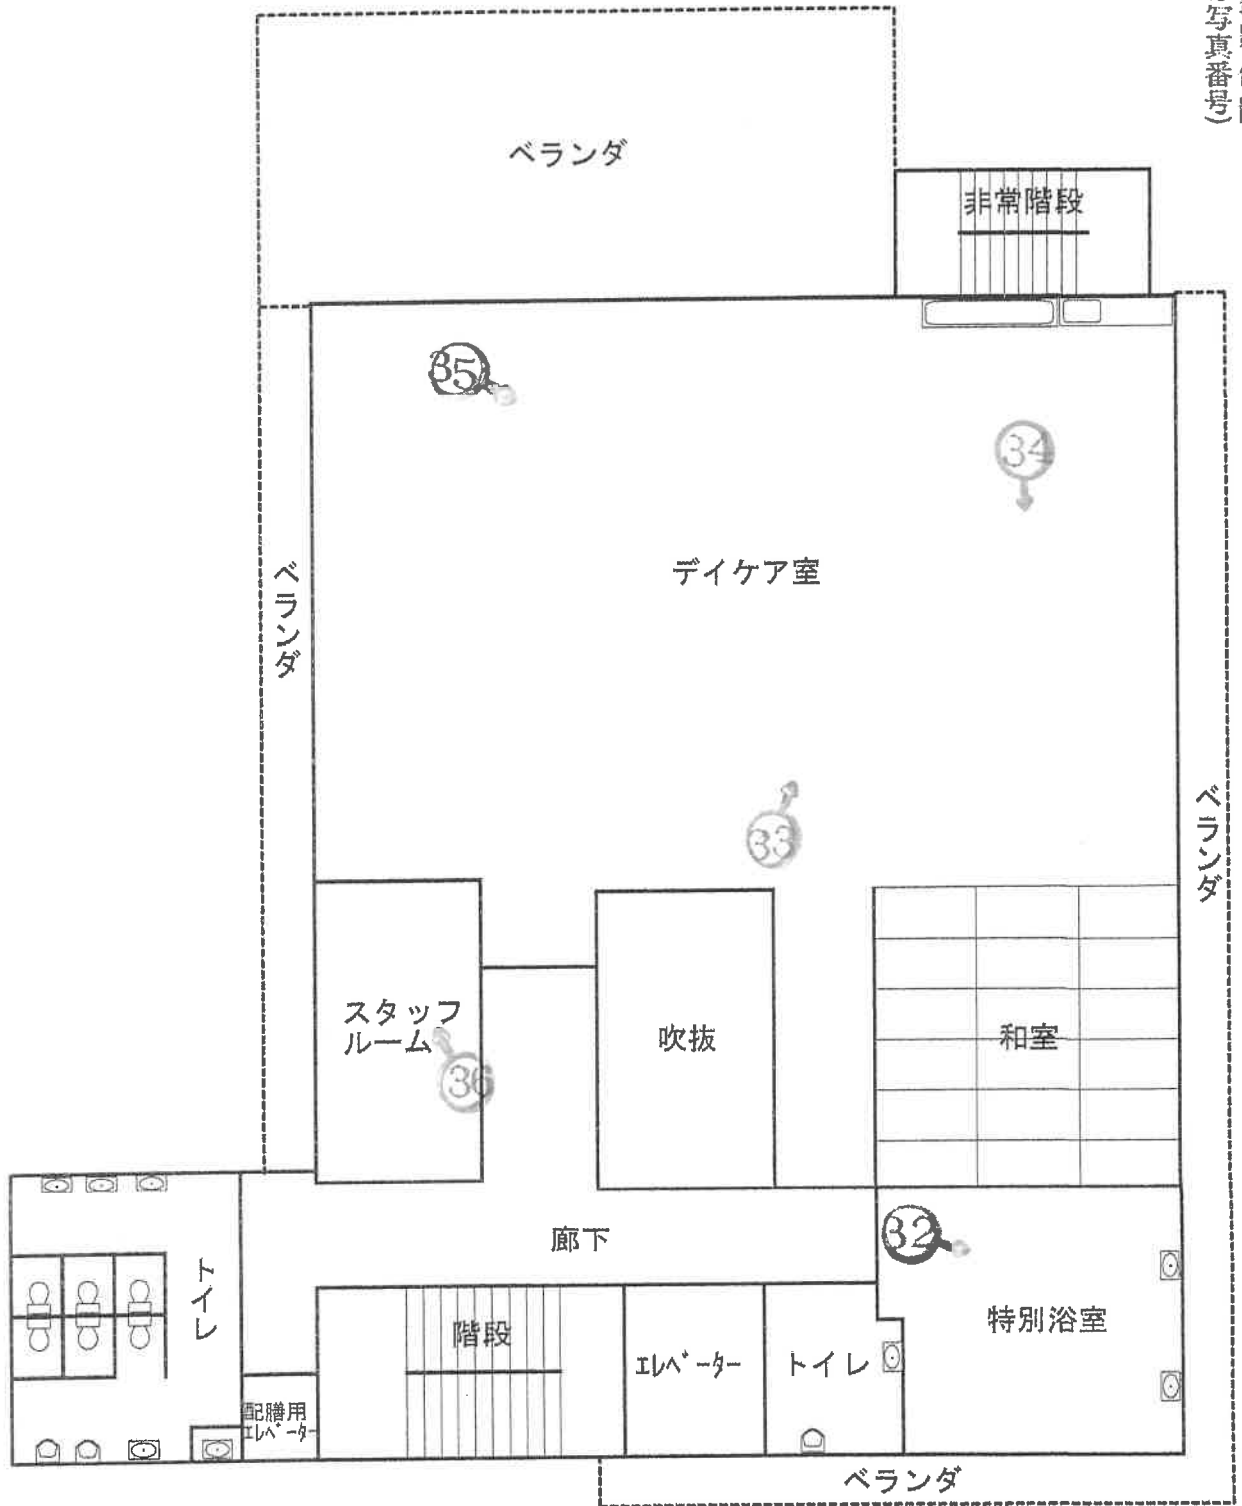 写真番号）
ベランダ
非常階段
35
34
デイケア室
ベランダ
ベランダ
33
スタッフ
ルーム
吹抜
和室
36
32
廊下
トイレ
特別浴室
階段
エレベーター
トイレ
配膳用
エレベーター
ベランダ